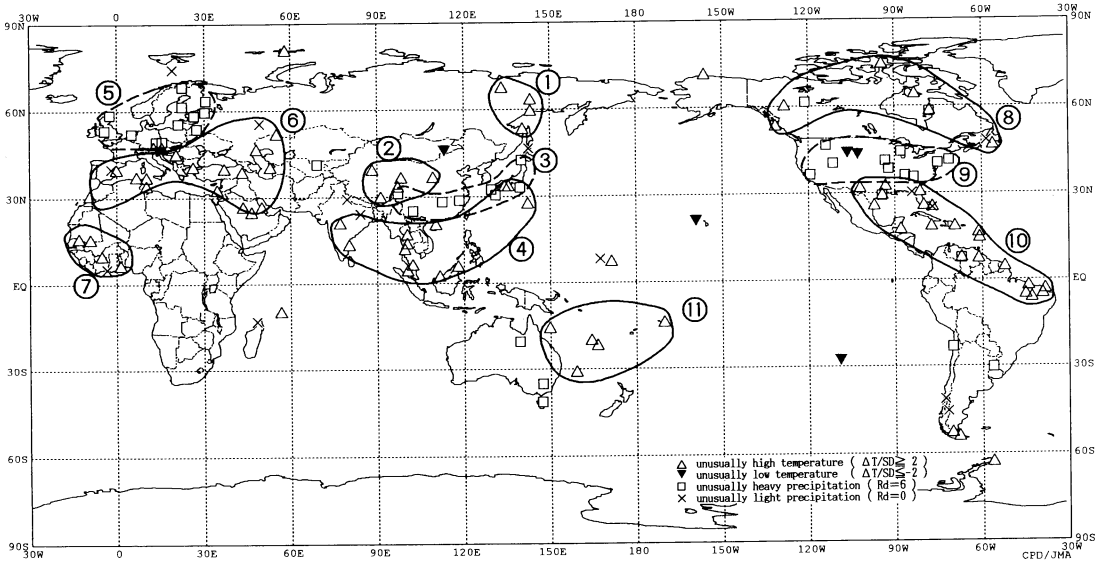 30W 0 30E 60E 90E 120E 150E 180 150W 120W 90W 60W 30W
90N 90N
⑤ ① ⑧
60N 60N
⑥ ② ③ ⑨
30N 30N
⑦ ④ ⑩
EQ EQ
⑪
30S 30S
60S 60S
△ unusually high temperature ( ΔT/SD≧ 2 )
▼ unusually low temperature ( ΔT/SD≦-2 )
□ unusually heavy precipitation ( Rd=6 )
× unusually light precipitation ( Rd=0 )
90S 90S
30W 0 30E 60E 90E 120E 150E 180 150W 120W 90W 60W 30W
CPD/JMA